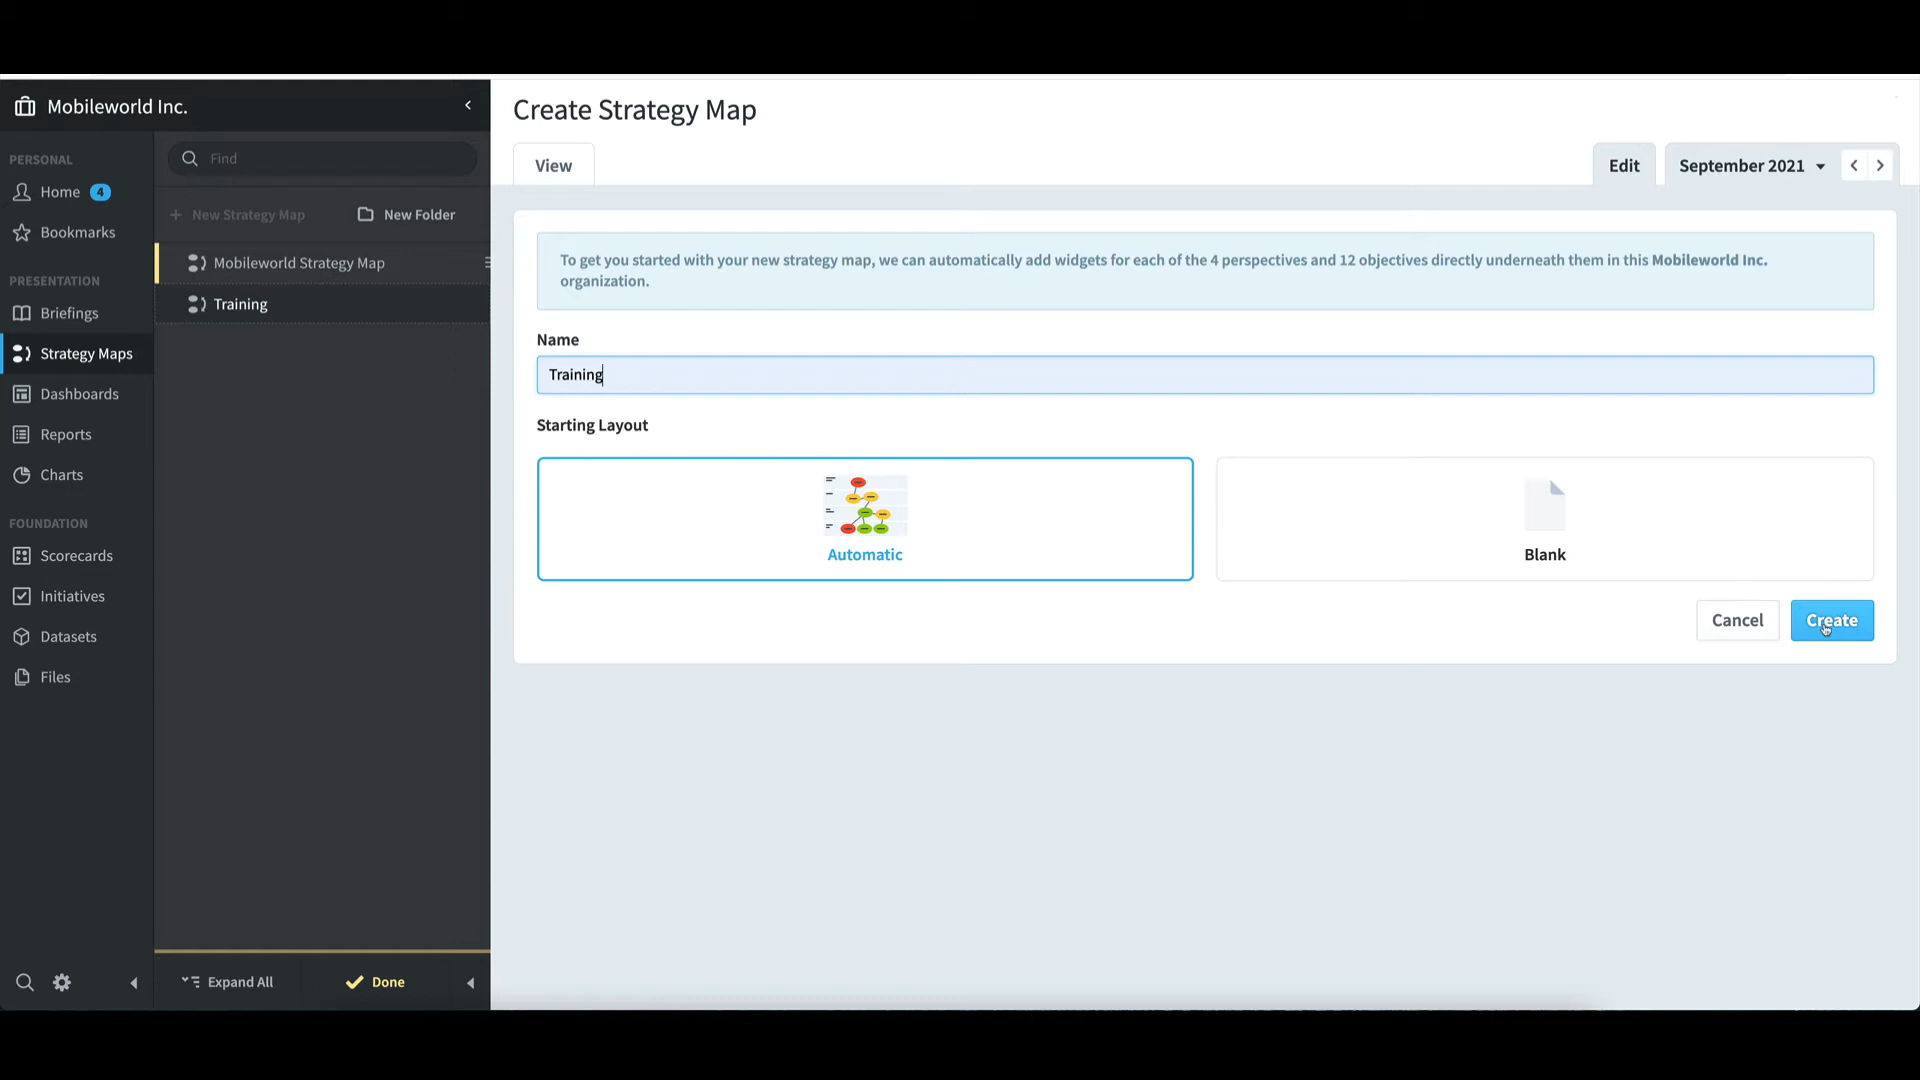 Mobileworld Inc.
PERSONAL
Home 4
Bookmarks
PRESENTATION
Briefings
Strategy Maps
Dashboards
Reports
Charts
FOUNDATION
Scorecards
Initiatives
Datasets
Files
Find
New Strategy Map
New Folder
Mobileworld Strategy Map
Training
Expand All
Done
Create Strategy Map
View
Edit
September 2021
To get you started with your new strategy map, we can automatically add widgets for each of the 4 perspectives and 12 objectives directly underneath them in this Mobileworld Inc.
organization.
Name
Training
Starting Layout
Automatic
Blank
Cancel
Create